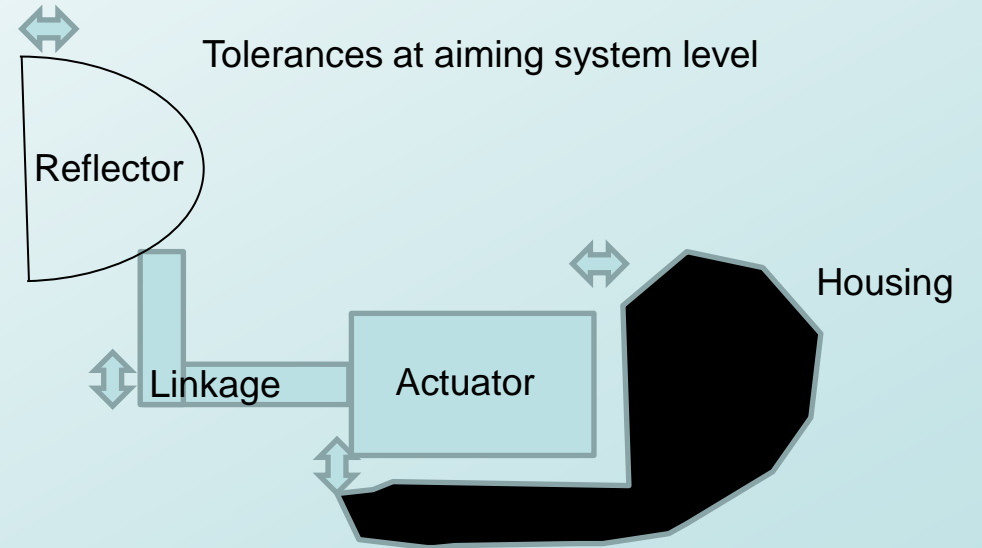 Tolerances at aiming system level
Reflector
Housing
Linkage
Actuator